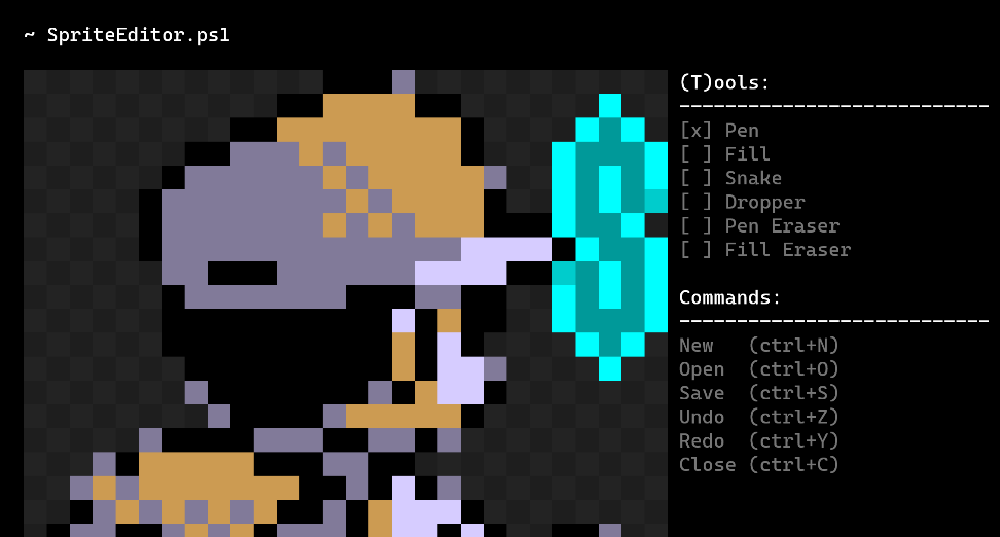 ~ SpriteEditor.ps1
(T)ools:
---------------------------
[x] Pen
[ ] Fill
[ ] Snake
[ ] Dropper
[ ] Pen Eraser
[ ] Fill Eraser
Commands:
---------------------------
New (ctrl+N)
Open (ctrl+O)
Save (ctrl+S)
Undo (ctrl+Z)
Redo (ctrl+Y)
Close (ctrl+C)